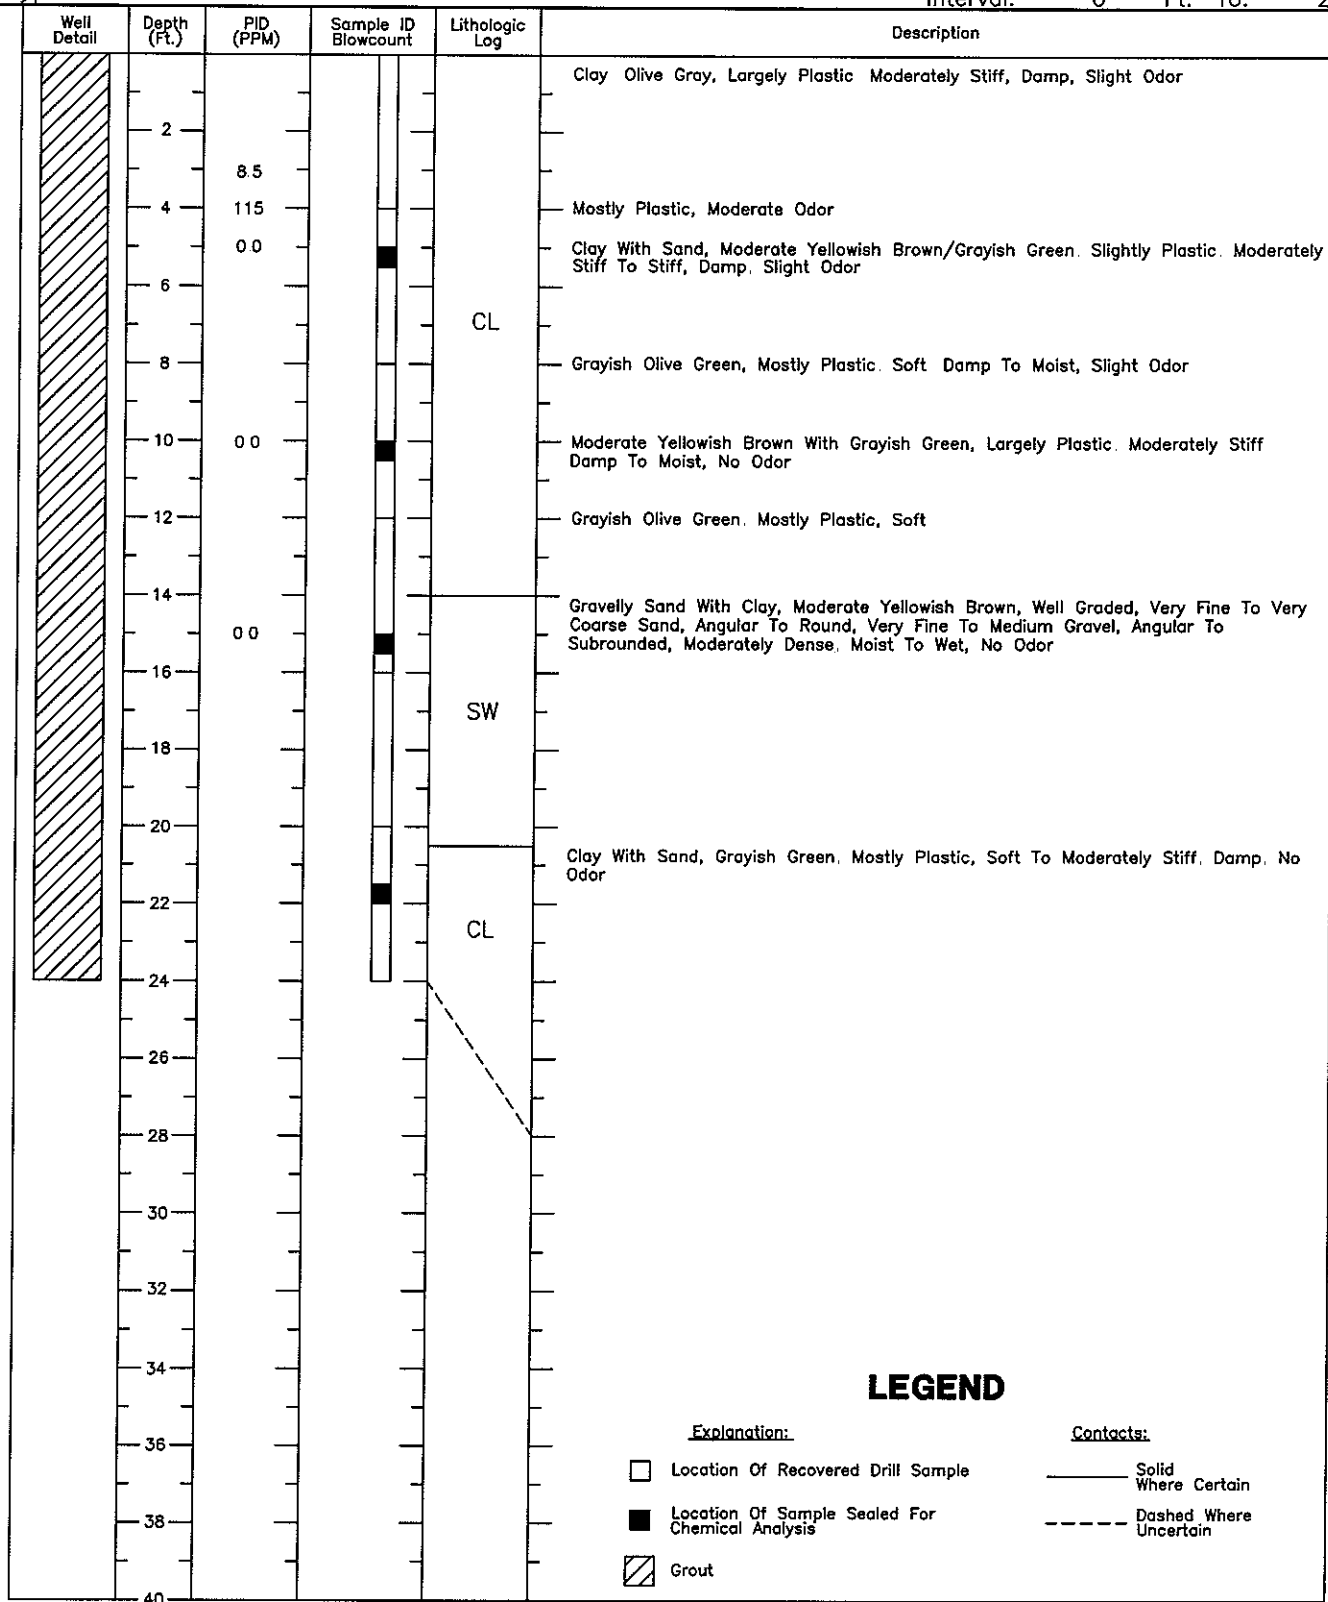 Interval: 0 Ft. To: 2
Well Detail
Depth (Ft.)
PID (PPM)
Sample ID Blowcount
Lithologic Log
Description
Clay Olive Gray, Largely Plastic Moderately Stiff, Damp, Slight Odor
2
8.5
4
115
Mostly Plastic, Moderate Odor
0 0
Clay With Sand, Moderate Yellowish Brown/Grayish Green. Slightly Plastic. Moderately
Stiff To Stiff, Damp, Slight Odor
6
CL
8
Grayish Olive Green, Mostly Plastic. Soft Damp To Moist, Slight Odor
10
0 0
Moderate Yellowish Brown With Grayish Green, Largely Plastic. Moderately Stiff
Damp To Moist, No Odor
12
Grayish Olive Green. Mostly Plastic, Soft
14
Gravelly Sand With Clay, Moderate Yellowish Brown, Well Graded, Very Fine To Very
0 0
Coarse Sand, Angular To Round, Very Fine To Medium Gravel, Angular To
Subrounded, Moderately Dense, Moist To Wet, No Odor
16
SW
18
20
Clay With Sand, Grayish Green, Mostly Plastic, Soft To Moderately Stiff, Damp, No
Odor
22
CL
24
26
28
30
32
34
LEGEND
36
Explanation:
Contacts:
Location Of Recovered Drill Sample
Solid
Where Certain
38
Location Of Sample Sealed For
Chemical Analysis
Dashed Where
Uncertain
Grout
40